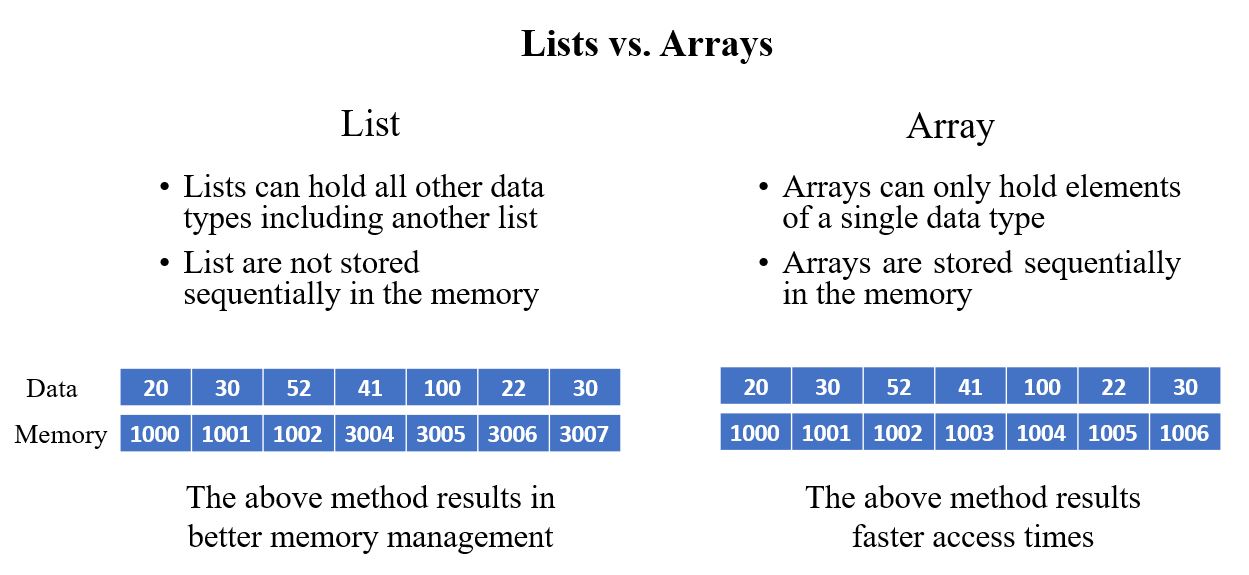 Lists vs. Arrays
List
• Lists can hold all other data
types including another list
• List are not stored
sequentially in the memory
Data 20 30 52 41 100 22 30
Memory 1000 1001 1002 3004 3005 3006 3007
The above method results in
better memory management
Array
• Arrays can only hold elements
of a single data type
• Arrays are stored sequentially
in the memory
20 30 52 41 100 22 30
1000 1001 1002 1003 1004 1005 1006
The above method results
faster access times